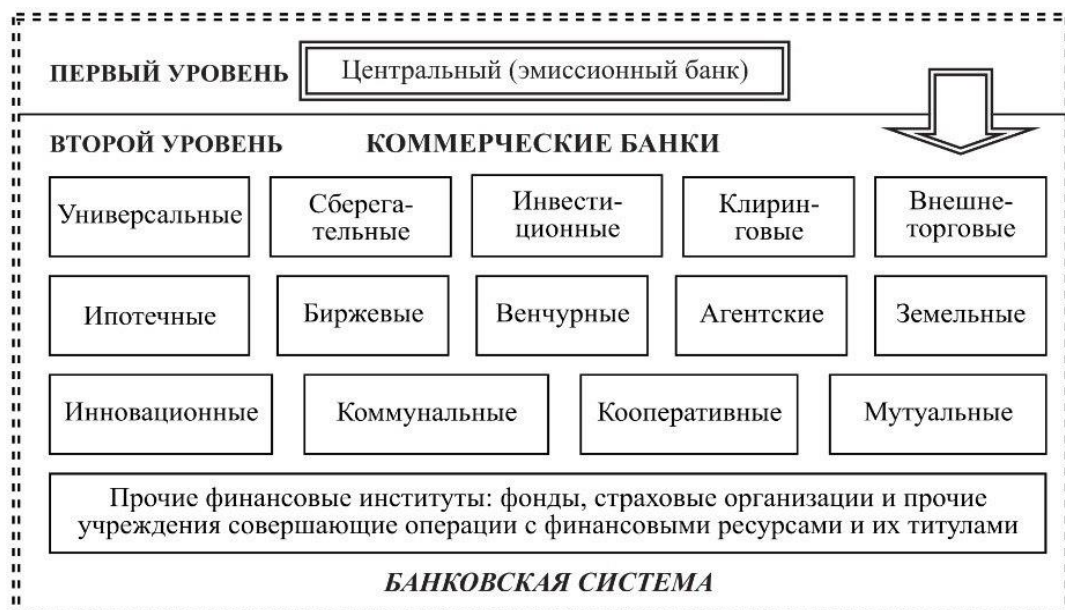 ПЕРВЫЙ УРОВЕНЬ
Центральный (эмиссионный банк)
ВТОРОЙ УРОВЕНЬ
КОММЕРЧЕСКИЕ БАНКИ
Универсальные
Сберега-
тельные
Инвести-
ционные
Клирин-
говые
Внешне-
торговые
Ипотечные
Биржевые
Венчурные
Агентские
Земельные
Инновационные
Коммунальные
Кооперативные
Мутуальные
Прочие финансовые институты: фонды, страховые организации и прочие
учреждения совершающие операции с финансовыми ресурсами и их титулами
БАНКОВСКАЯ СИСТЕМА